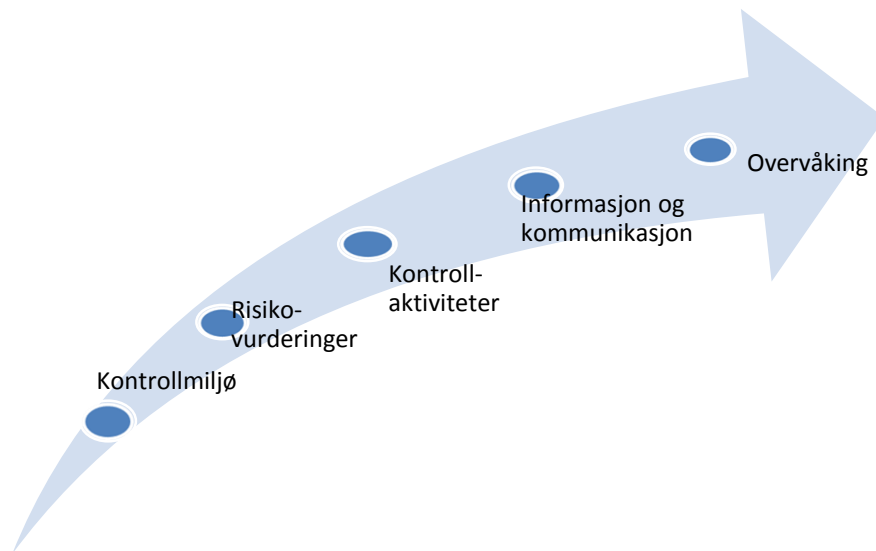 Kontrollmiljø
Risiko-
vurderinger
Kontroll-
aktiviteter
Informasjon og
kommunikasjon
Overvåking